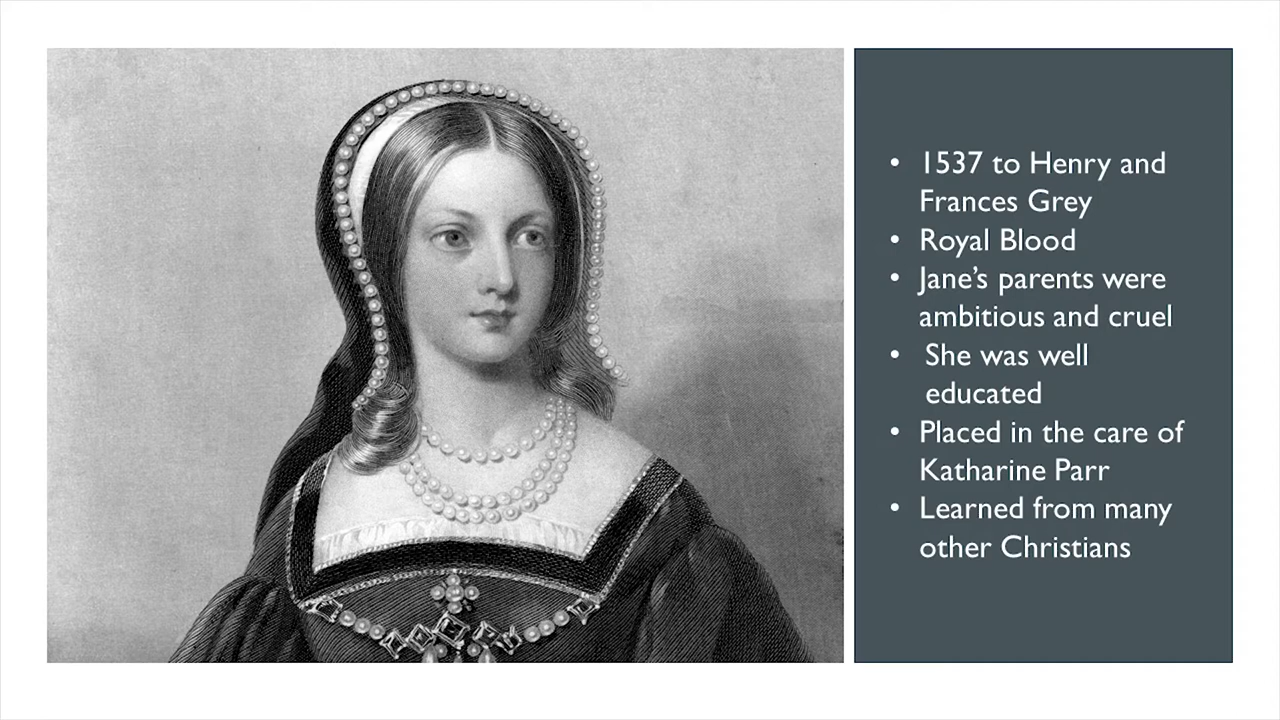 • 1537 to Henry and
Frances Grey
• Royal Blood
• Jane’s parents were
ambitious and cruel
• She was well
educated
• Placed in the care of
Katharine Parr
• Learned from many
other Christians